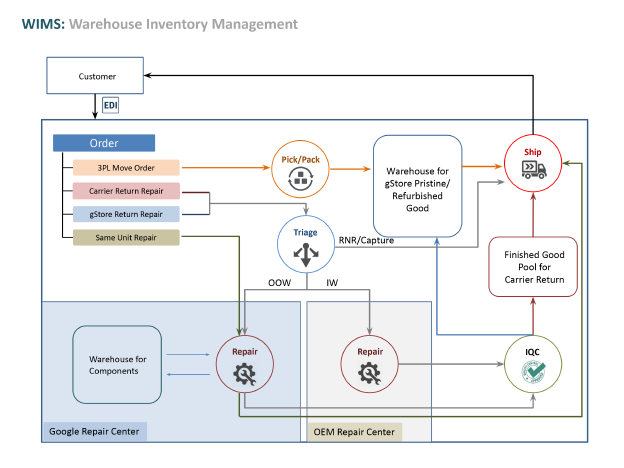 WIMS: Warehouse Inventory Management
Customer
EDI
Order
3PL Move Order
Carrier Return Repair
gStore Return Repair
Same Unit Repair
Pick/Pack
Warehouse for
gStore Pristine/
Refurbished
Good
Ship
Triage
RNR/Capture
Finished Good
Pool for
Carrier Return
OOW
IW
Warehouse for
Components
Repair
Repair
IQC
Google Repair Center
OEM Repair Center